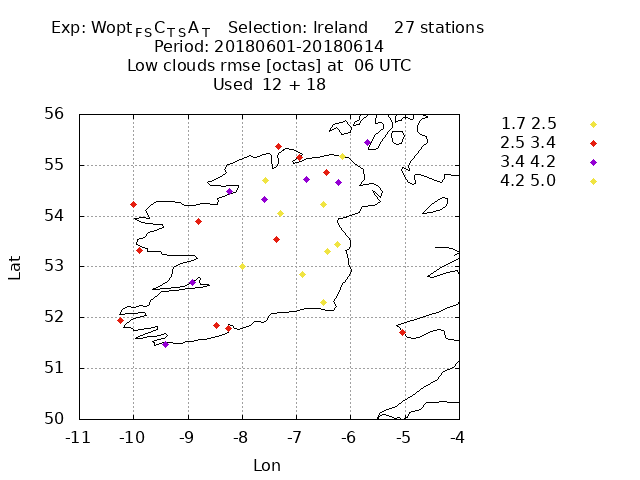 Exp: Wopt FS C TS A T Selection: Ireland 27 stations
Period: 20180601-20180614
Low clouds rmse [octas] at 06 UTC
Used 12 + 18
1.7 2.5
2.5 3.4
3.4 4.2
4.2 5.0
56
55
54
53
52
51
50
Lat
-11 -10 -9 -8 -7 -6 -5 -4
Lon